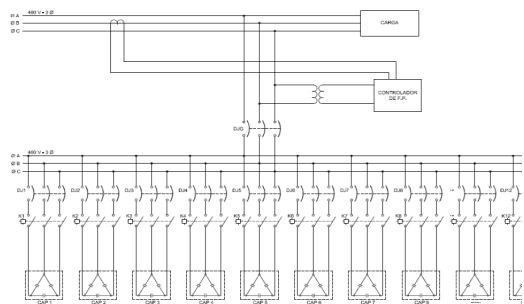 480 V - 3 Ø
Ø A
Ø B
Ø C
CARGA
CONTROLADOR
DE F.P.
DJG
480 V - 3 Ø
Ø A
Ø B
Ø C
DJ1 DJ2 DJ3 DJ4 DJ5 DJ6 DJ7 DJ8 DJ12
K1 K2 K3 K4 K5 K6 K7 K8 K12
CAP 1 CAP 2 CAP 3 CAP 4 CAP 5 CAP 6 CAP 7 CAP 8